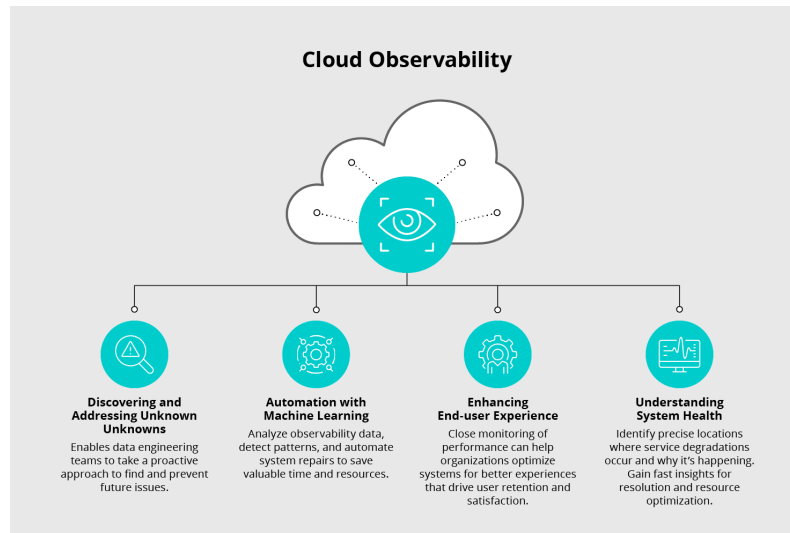 Cloud Observability
Discovering and
Addressing Unknown
Unknowns
Enables data engineering
teams to take a proactive
approach to find and prevent
future issues.
Automation with
Machine Learning
Analyze observability data,
detect patterns, and automate
system repairs to save
valuable time and resources.
Enhancing
End-user Experience
Close monitoring of
performance can help
organizations optimize
systems for better experiences
that drive user retention and
satisfaction.
Understanding
System Health
Identify precise locations
where service degradations
occur and why it’s happening.
Gain fast insights for
resolution and resource
optimization.